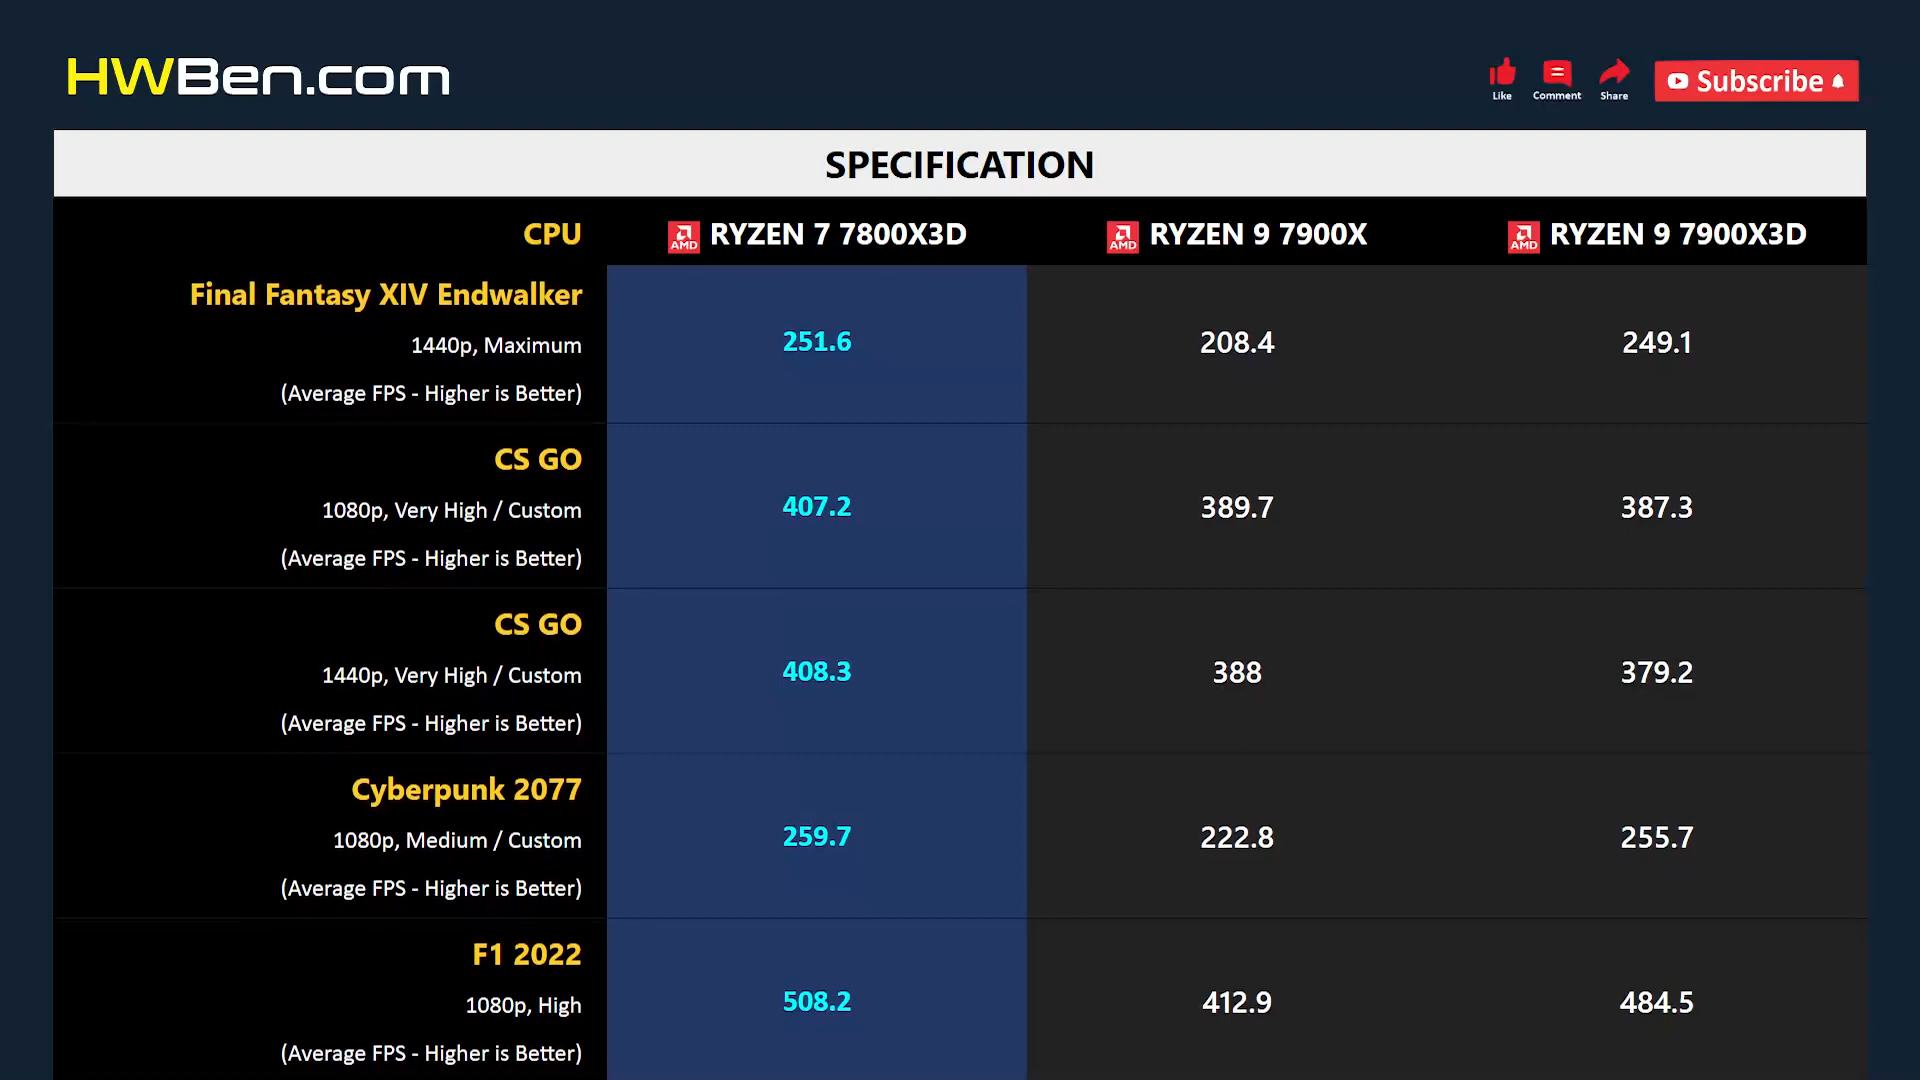 HWBen.com
Like
Comment
Share
Subscribe
SPECIFICATION
CPU
AMD RYZEN 7 7800X3D
AMD RYZEN 9 7900X
AMD RYZEN 9 7900X3D
Final Fantasy XIV Endwalker
1440p, Maximum
(Average FPS - Higher is Better)
251.6
208.4
249.1
CS GO
1080p, Very High / Custom
(Average FPS - Higher is Better)
407.2
389.7
387.3
CS GO
1440p, Very High / Custom
(Average FPS - Higher is Better)
408.3
388
379.2
Cyberpunk 2077
1080p, Medium / Custom
(Average FPS - Higher is Better)
259.7
222.8
255.7
F1 2022
1080p, High
(Average FPS - Higher is Better)
508.2
412.9
484.5